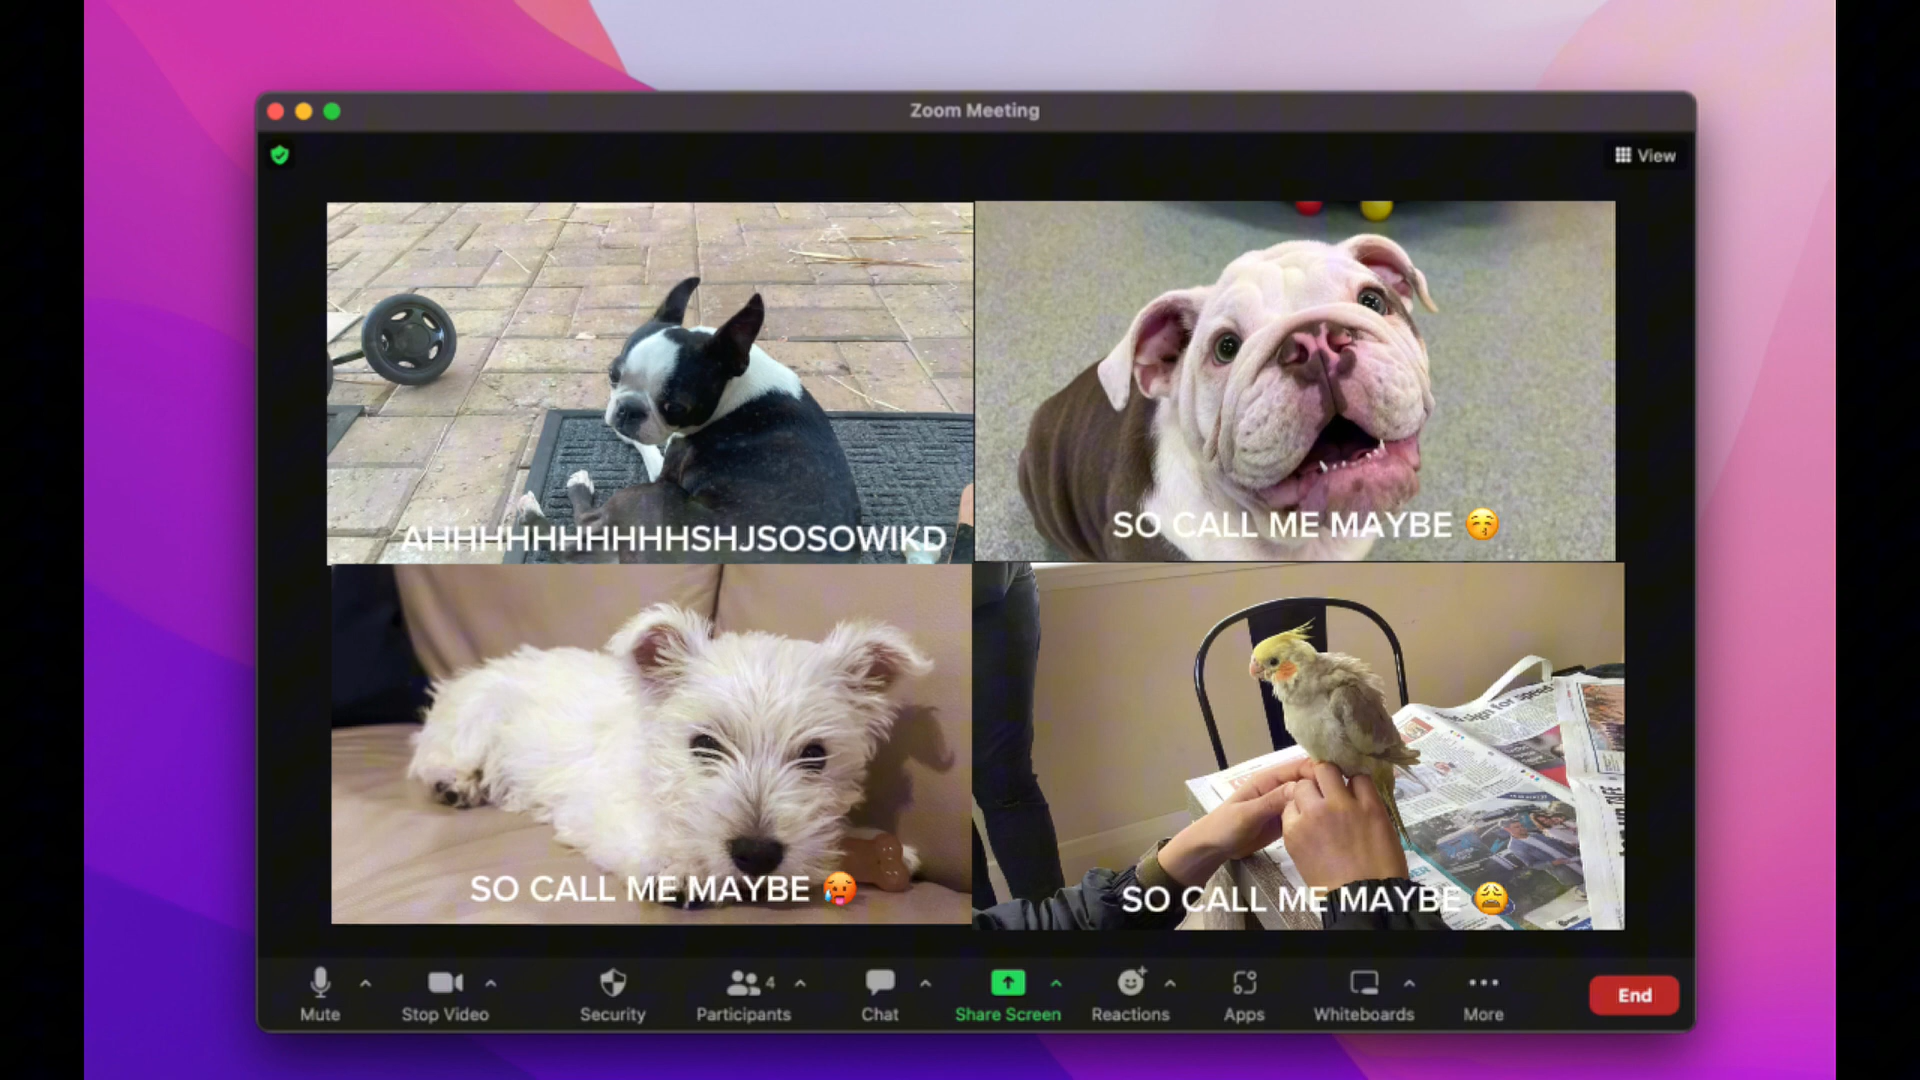 Zoom Meeting
View
AHHHHHHHHHHSHJSOSOWIKD
SO CALL ME MAYBE 😚
SO CALL ME MAYBE 🥵
SO CALL ME MAYBE 😩
Mute
Stop Video
Security
4
Participants
Chat
Share Screen
Reactions
Apps
Whiteboards
More
End